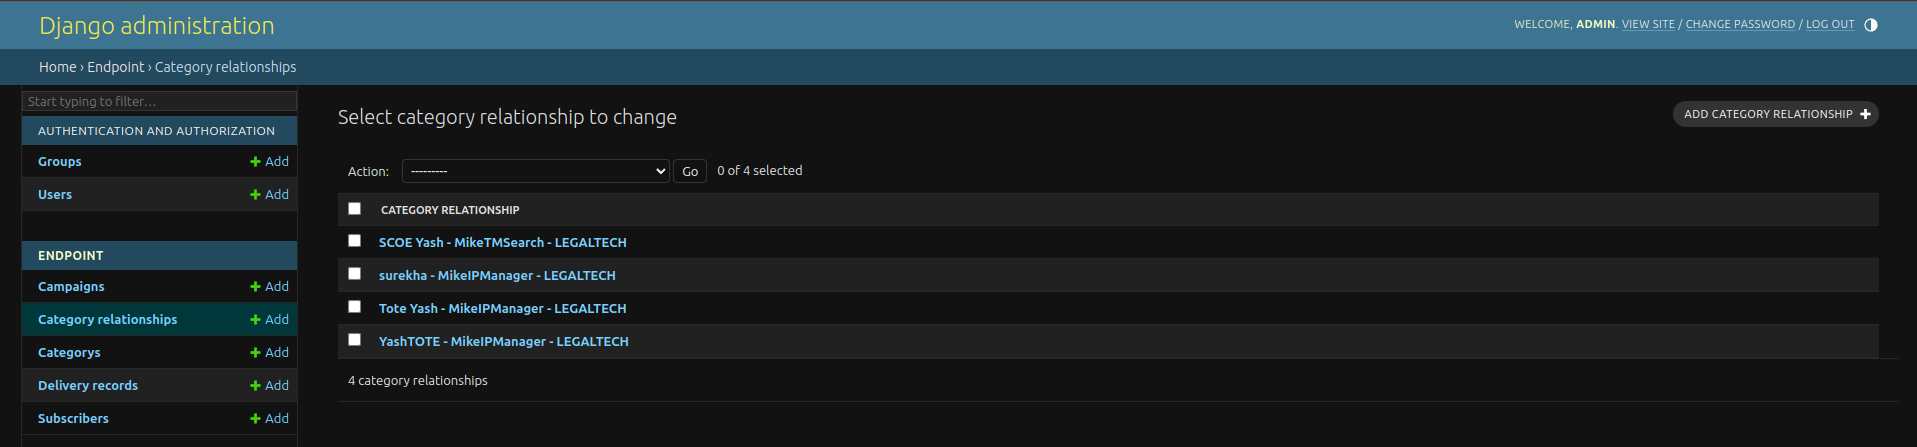 Django administration
WELCOME, ADMIN. VIEW SITE / CHANGE PASSWORD / LOG OUT
Home › Endpoint › Category relationships
Start typing to filter...
AUTHENTICATION AND AUTHORIZATION
Groups Add
Users Add
ENDPOINT
Campaigns Add
Category relationships Add
Categorys Add
Delivery records Add
Subscribers Add
Select category relationship to change
ADD CATEGORY RELATIONSHIP
Action: --------- Go 0 of 4 selected
CATEGORY RELATIONSHIP
SCOE Yash - MikeTMSearch - LEGALTECH
surekha - MikeIPManager - LEGALTECH
Tote Yash - MikeIPManager - LEGALTECH
YashTOTE - MikeIPManager - LEGALTECH
4 category relationships